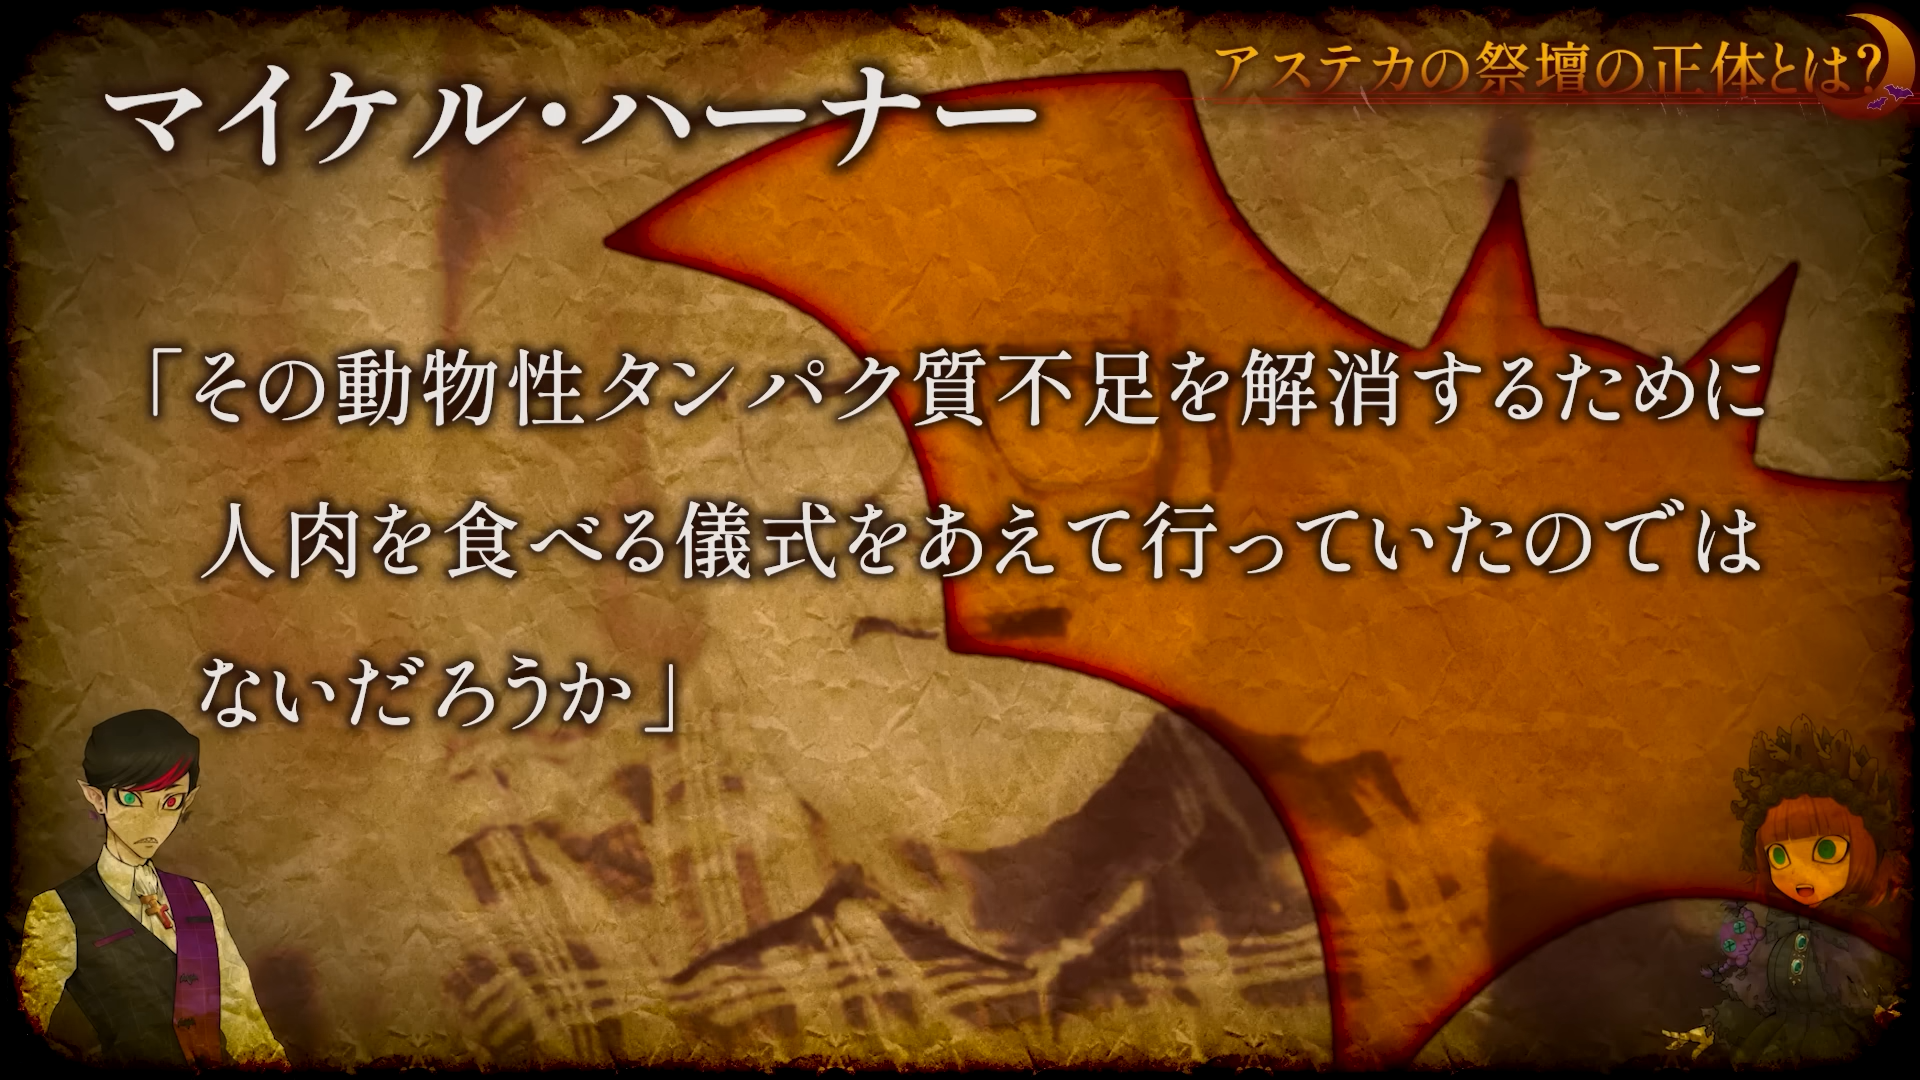 アステカの祭壇の正体とは?
マイケル・ハーナー
「その動物性タンパク質不足を解消するために
人肉を食べる儀式をあえて行っていたのでは
ないだろうか」